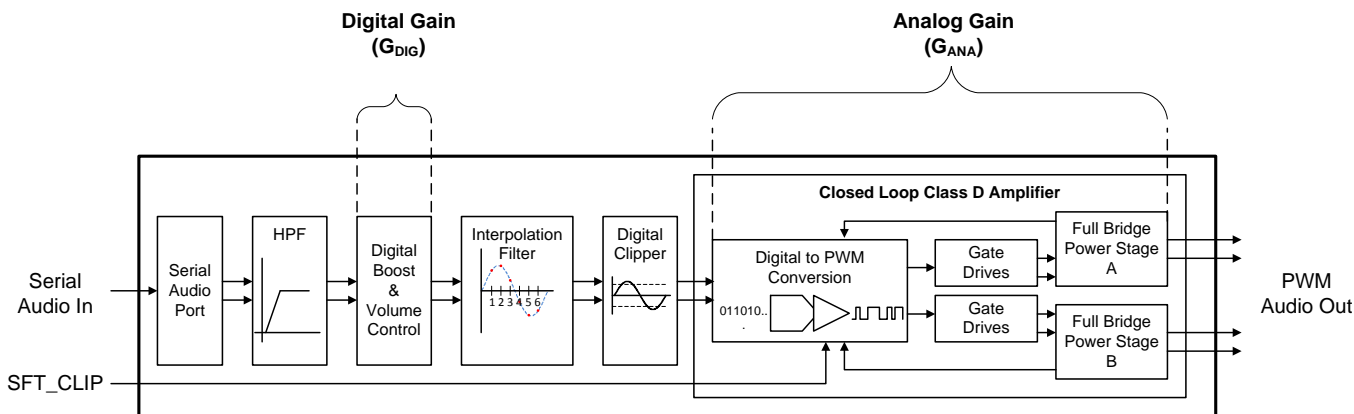 Digital Gain
(GDIG)
Analog Gain
(GANA)
Closed Loop Class D Amplifier
Serial
Audio In
Serial
Audio
Port
HPF
Digital
Boost
&
Volume
Control
Interpolation
Filter
1 2 3 4 5 6
Digital
Clipper
Digital to PWM
Conversion
011010..
.
Gate
Drives
Gate
Drives
Full Bridge
Power Stage
A
Full Bridge
Power Stage
B
PWM
Audio Out
SFT_CLIP